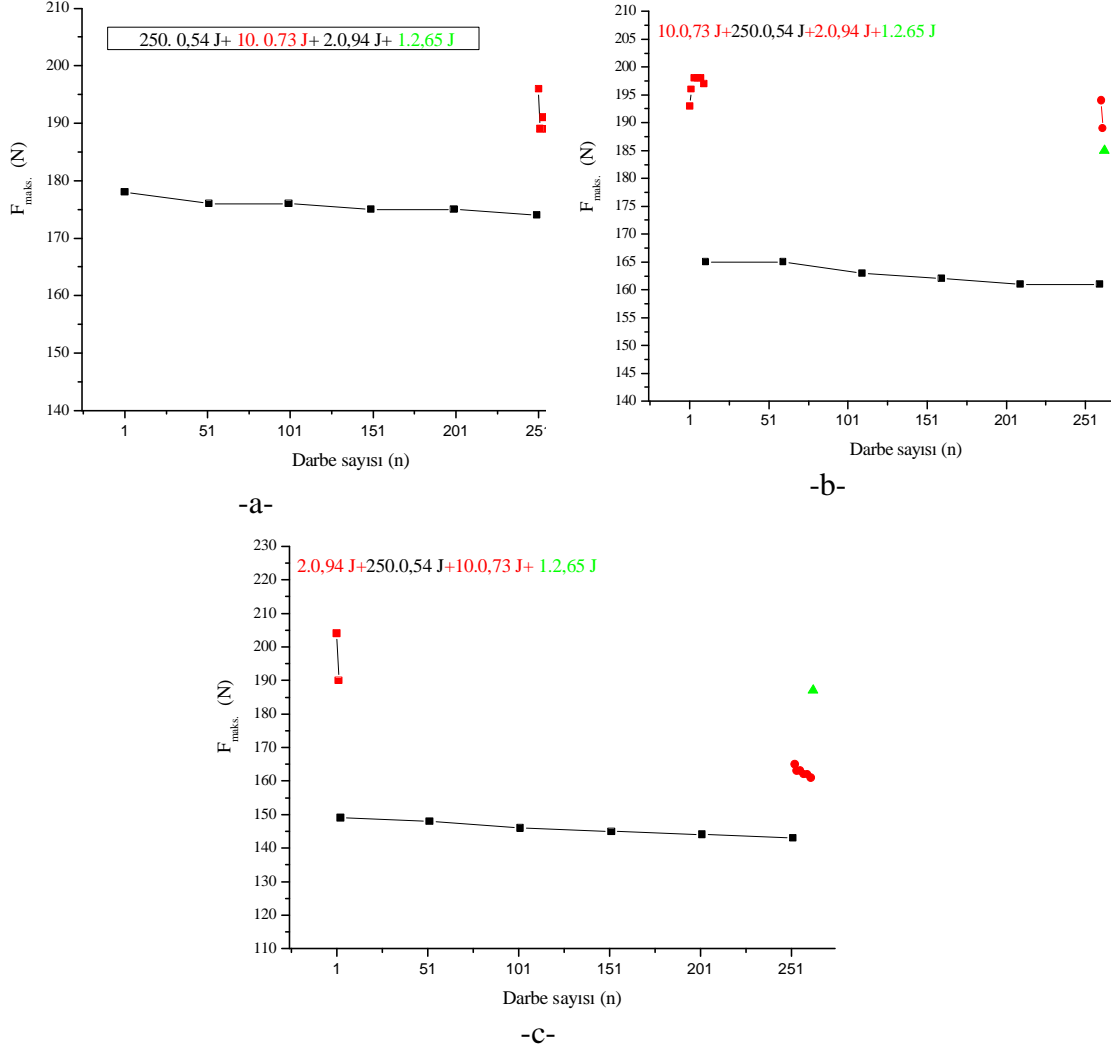 250. 0,54 J+ 10. 0.73 J+ 2.0,94 J+ 1.2,65 J
210
200
190
180
170
160
150
140
F maks. (N)
1 51 101 151 201 251
Darbe sayısı (n)
-a-
10.0,73 J+250.0,54 J+2.0,94 J+1.2,65 J
210
205
200
195
190
185
180
175
170
165
160
155
150
145
140
F maks. (N)
1 51 101 151 201 251
Darbe sayısı (n)
-b-
2.0,94 J+250.0,54 J+10.0,73 J+ 1.2,65 J
230
220
210
200
190
180
170
160
150
140
130
120
110
F maks. (N)
1 51 101 151 201 251
Darbe sayısı (n)
-c-